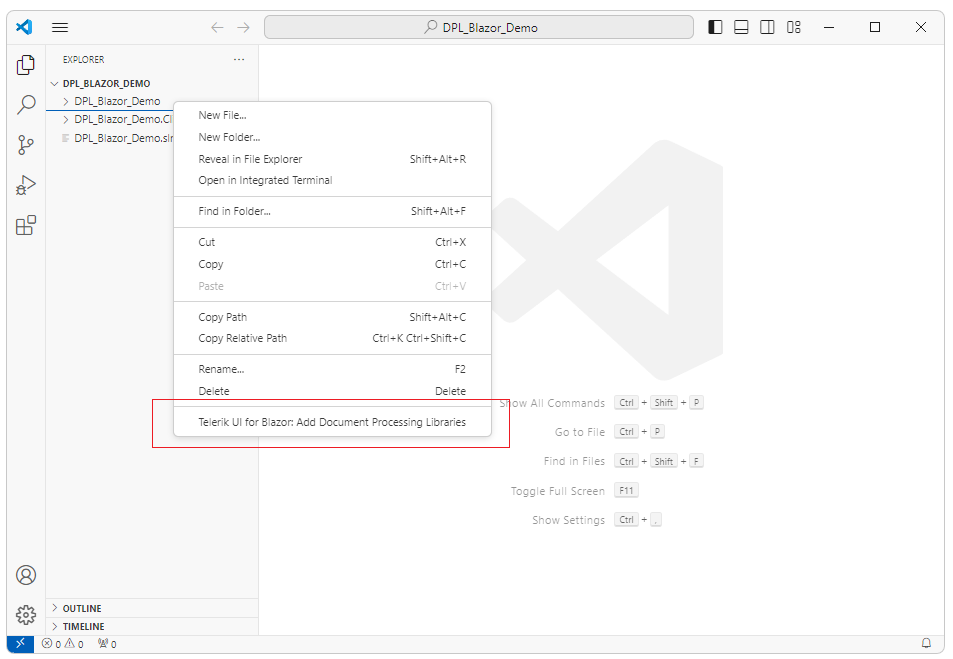 DPL_Blazor_Demo
EXPLORER
DPL_BLAZOR_DEMO
DPL_Blazor_Demo
DPL_Blazor_Demo.Cl
DPL_Blazor_Demo.sln
New File...
New Folder...
Reveal in File Explorer Shift+Alt+R
Open in Integrated Terminal
Find in Folder... Shift+Alt+F
Cut Ctrl+X
Copy Ctrl+C
Paste Ctrl+V
Copy Path Shift+Alt+C
Copy Relative Path Ctrl+K Ctrl+Shift+C
Rename... F2
Delete Delete
Telerik UI for Blazor: Add Document Processing Libraries
Show All Commands Ctrl + Shift + P
Go to File Ctrl + P
Find in Files Ctrl + Shift + F
Toggle Full Screen F11
Show Settings Ctrl + ,
OUTLINE
TIMELINE
0 0 0